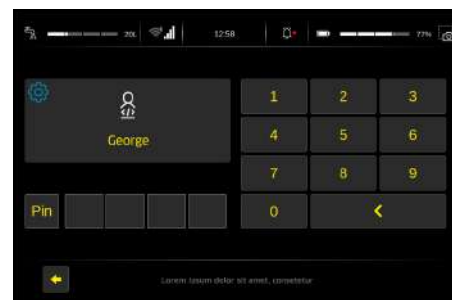 20L 12:58 77%
1 2 3
George
4 5 6
7 8 9
Pin 0
Lorem Ipsum dolor sit amet, consetetur